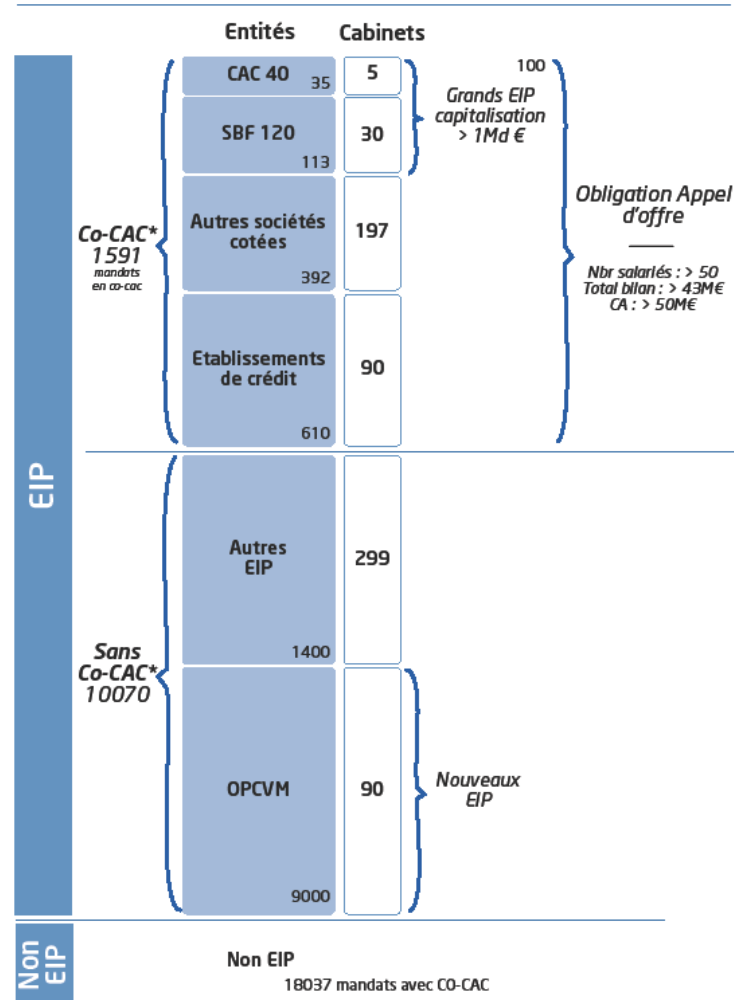 Entités Cabinets
EIP
CAC 40
35
5
SBF 120
113
30
Autres sociétés
cotées
392
197
Etablissements
de crédit
610
90
Co-CAC*
1591
mandats
en co-cac
100
Grands EIP
capitalisation
> 1Md €
Obligation Appel
d'offre
Nbr salariés : > 50
Total bilan : > 43M€
CA : > 50M€
Autres
EIP
1400
299
Sans
Co-CAC*
10070
OPCVM
9000
90
Nouveaux
EIP
Non
EIP
Non EIP
18037 mandats avec CO-CAC